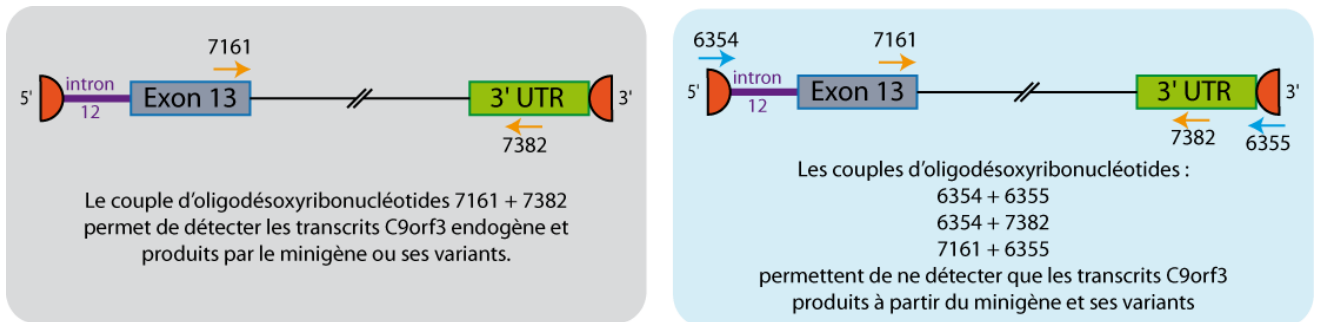 7161
5'
intron
12
Exon 13
3' UTR
3'
7382
Le couple d'oligodésoxyribonucléotides 7161 + 7382
permet de détecter les transcrits C9orf3 endogène et
produits par le minigène ou ses variants.
6354
7161
5'
intron
12
Exon 13
3' UTR
3'
7382
6355
Les couples d'oligodésoxyribonucléotides :
6354 + 6355
6354 + 7382
7161 + 6355
permettent de ne détecter que les transcrits C9orf3
produits à partir du minigène et ses variants